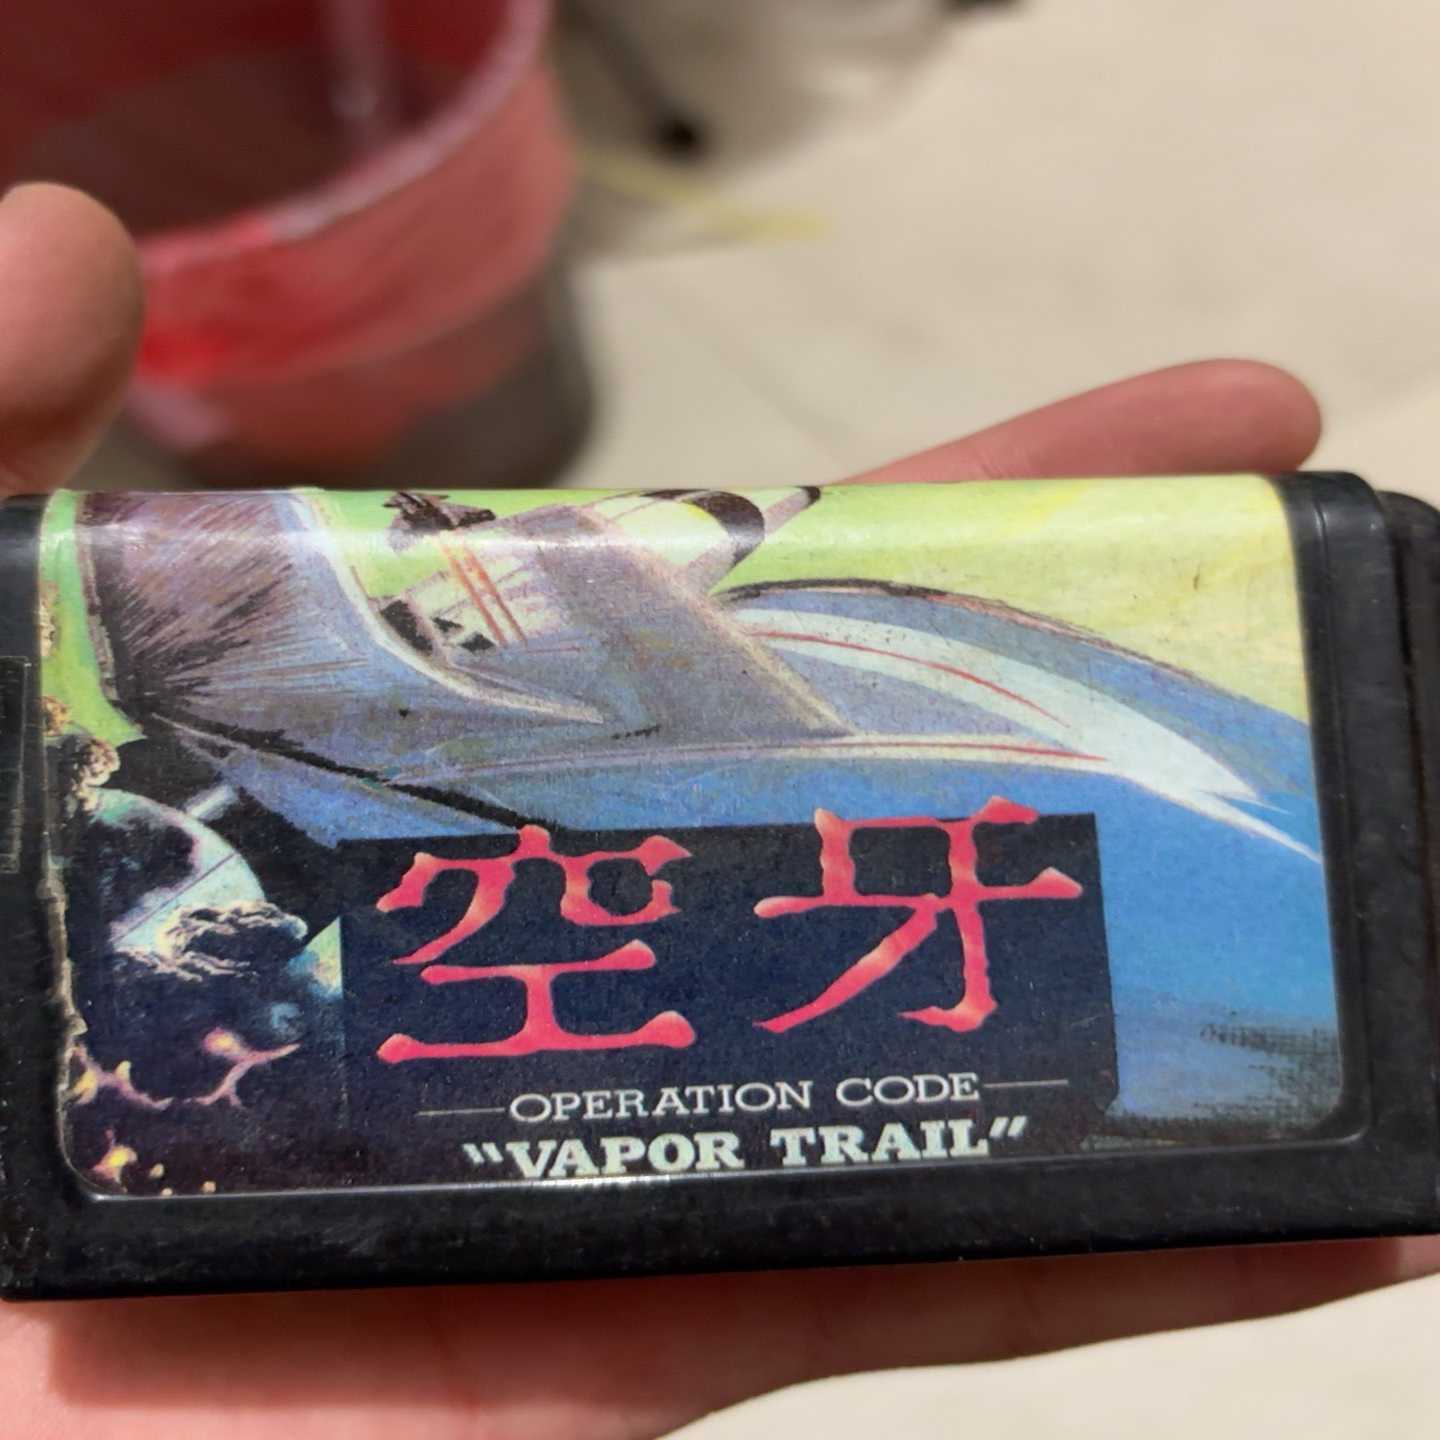 空牙
OPERATION CODE
"VAPOR TRAIL"